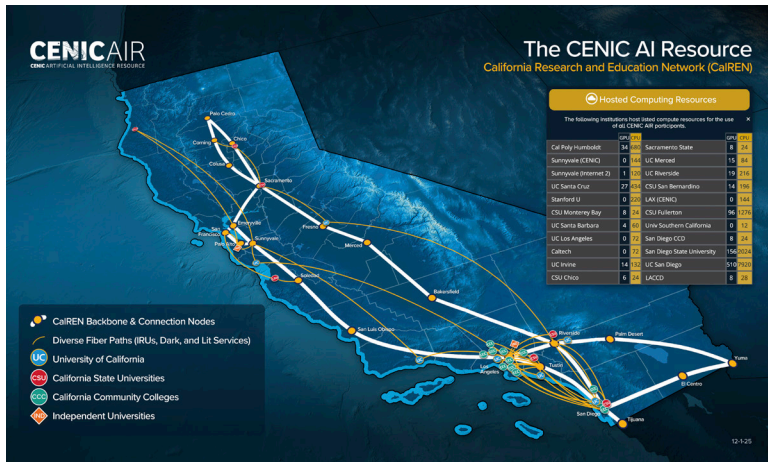 CENICAIR
CENIC ARTIFICIAL INTELLIGENCE RESOURCE
The CENIC AI Resource
California Research and Education Network (CalREN)
Hosted Computing Resources
The following institutions host listed compute resources for the use
of all CENIC AIR participants.
×
GPU CPU GPU CPU
Cal Poly Humboldt 34 680 Sacramento State 8 24
Sunnyvale (CENIC) 0 144 UC Merced 15 84
Sunnyvale (Internet 2) 1 120 UC Riverside 19 216
UC Santa Cruz 27 434 CSU San Bernardino 14 196
Stanford U 0 220 LAX (CENIC) 0 144
CSU Monterey Bay 8 24 CSU Fullerton 96 1276
UC Santa Barbara 4 60 Univ Southern California 0 12
UC Los Angeles 0 72 San Diego CCD 8 24
Caltech 0 72 San Diego State University 156 2024
UC Irvine 14 132 UC San Diego 510 7920
CSU Chico 6 24 LACCD 8 28
Palo Cedro
Chico
Corning
Colusa
Sacramento
Emeryville
San
Francisco
Palo Alto
Sunnyvale
Fresno
Merced
Soledad
Bakersfield
San Luis Obispo
Los
Angeles
Riverside
Tustin
Palm Desert
Yuma
El Centro
San Diego
Tijuana
CalREN Backbone & Connection Nodes
Diverse Fiber Paths (IRUs, Dark, and Lit Services)
UC University of California
CSU California State Universities
CCC California Community Colleges
IND Independent Universities
12-1-25